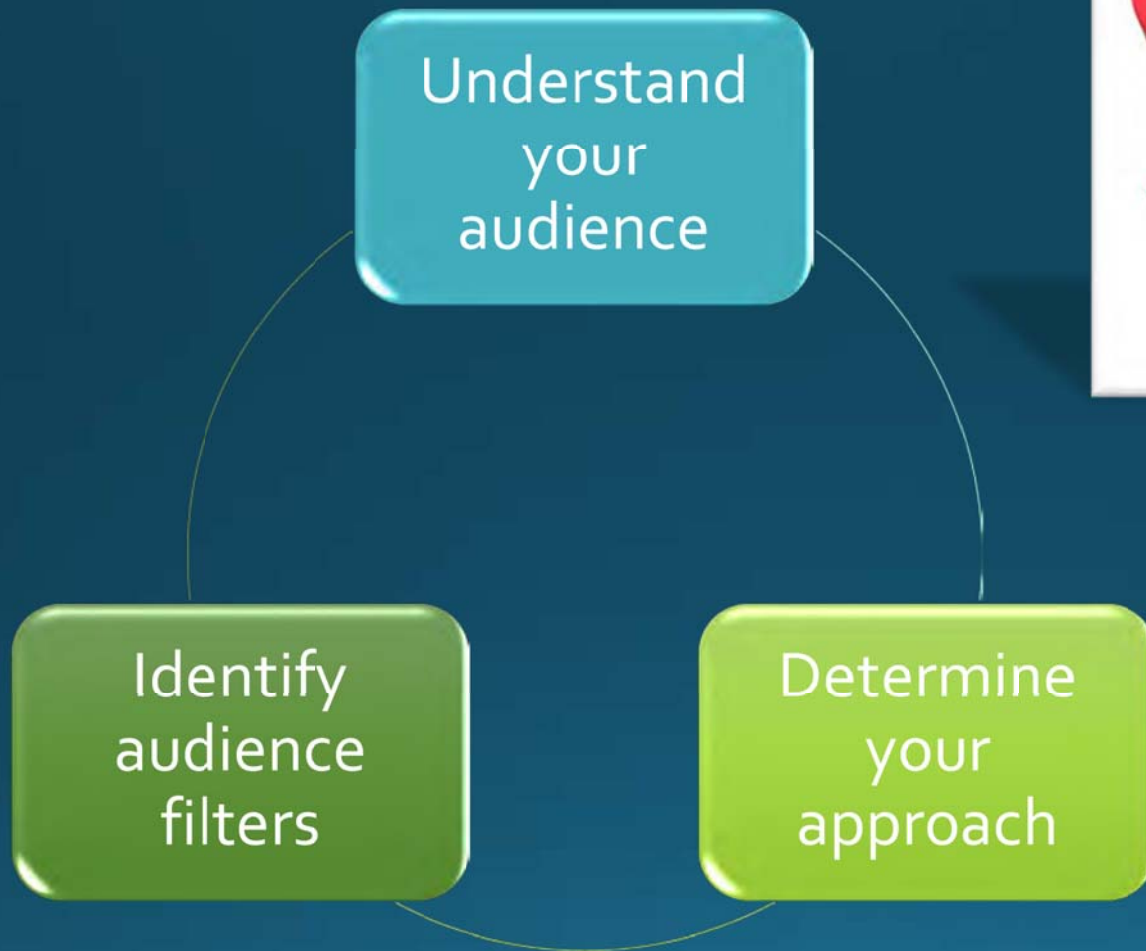 Understand
your
audience
Determine
your
approach
Identify
audience
filters